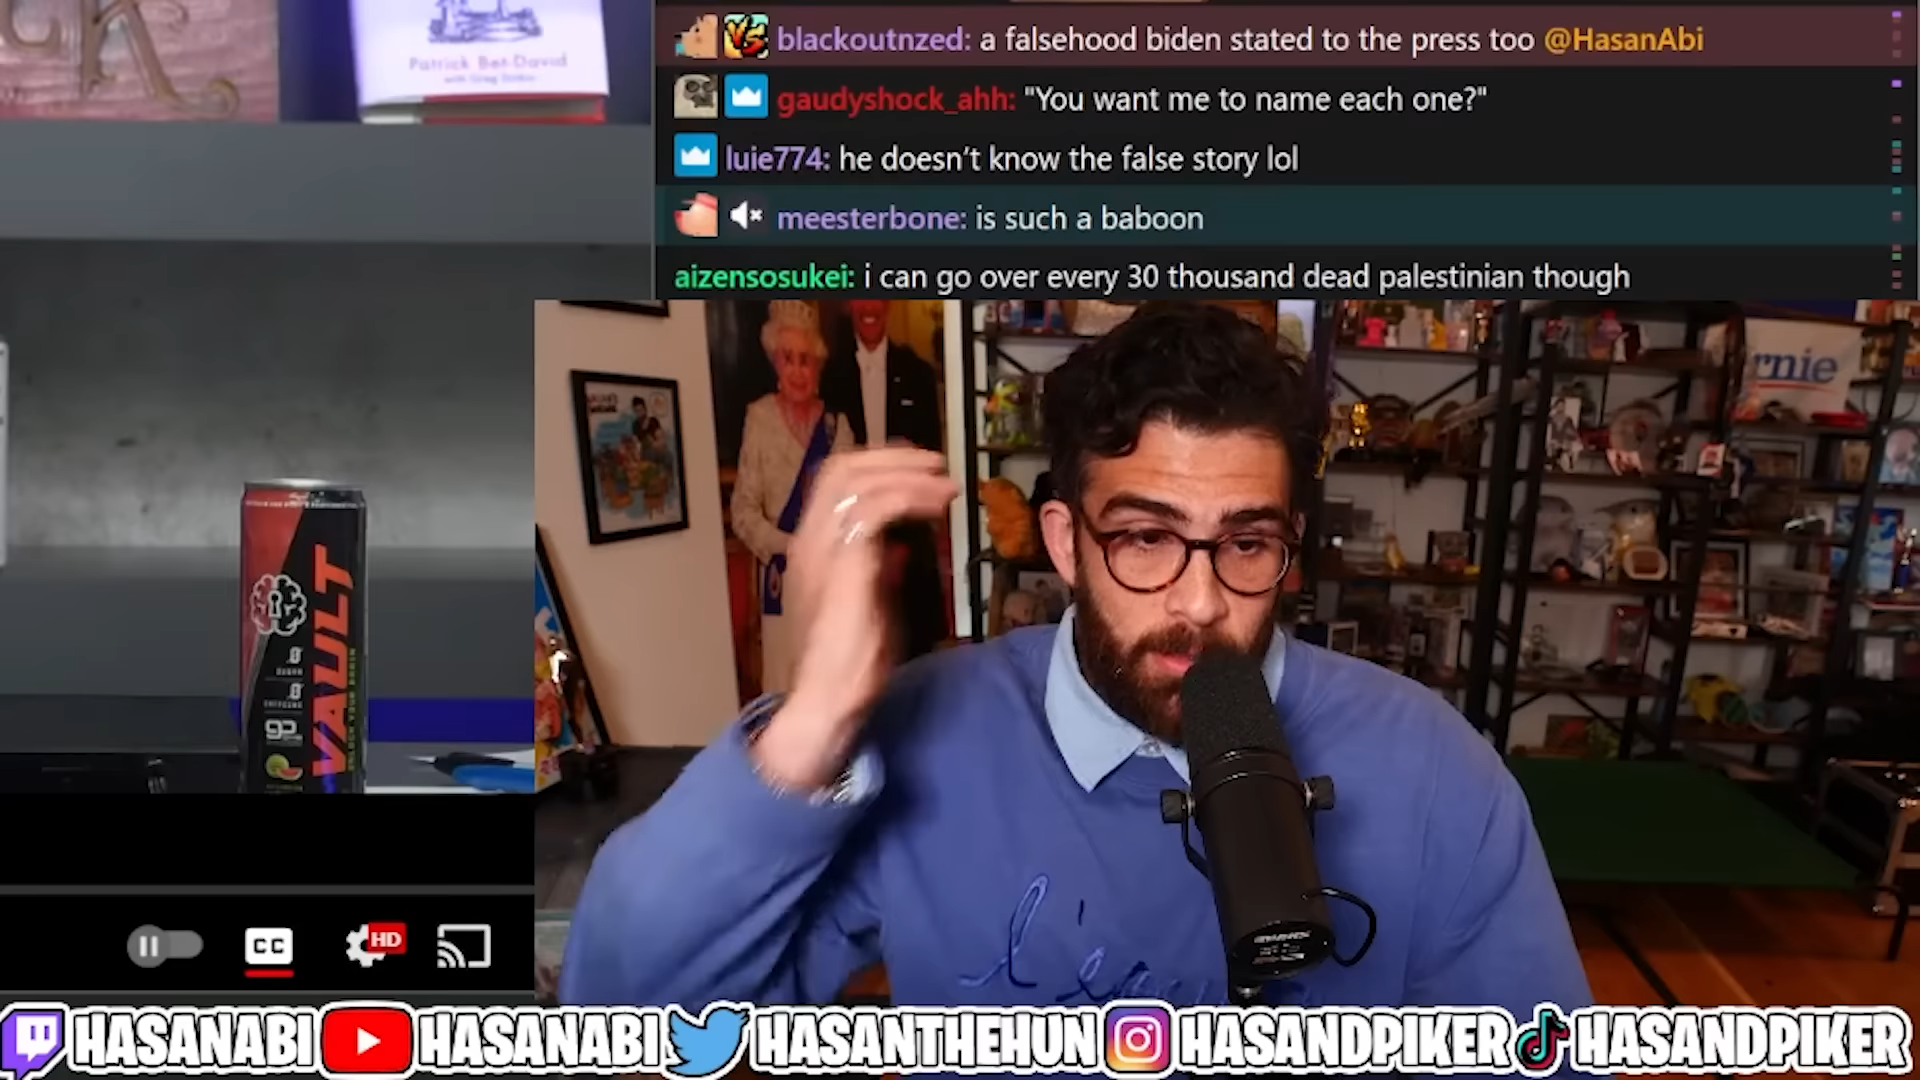 Patrick Bet-David
blackoutnzed: a falsehood biden stated to the press too @HasanAbi
gaudyshock_ahh: "You want me to name each one?"
luie774: he doesn't know the false story lol
meesterbone: is such a baboon
aizensosukei: i can go over every 30 thousand dead palestinian though
rnie
VAULT
CC
HD
HASANABI
HASANABI
HASANTHEHUN
HASANDPIKER
HASANDPIKER